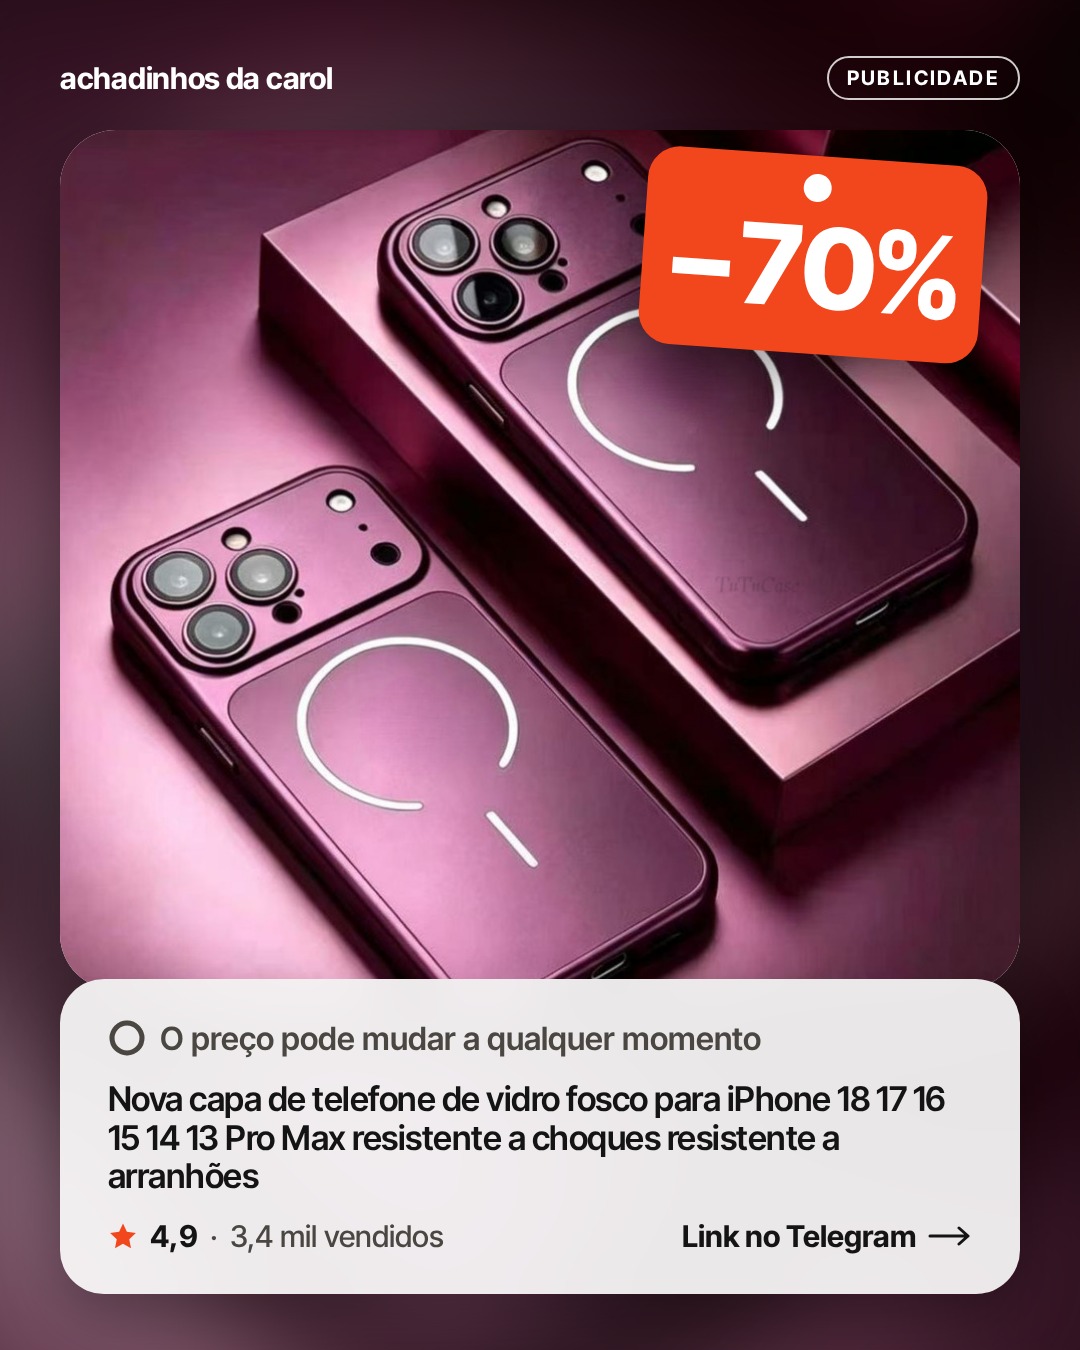 achadinhos da carol
PUBLICIDADE
-70%
TuTuCase
O preço pode mudar a qualquer momento
Nova capa de telefone de vidro fosco para iPhone 18 17 16
15 14 13 Pro Max resistente a choques resistente a
arranhões
4,9 · 3,4 mil vendidos
Link no Telegram →